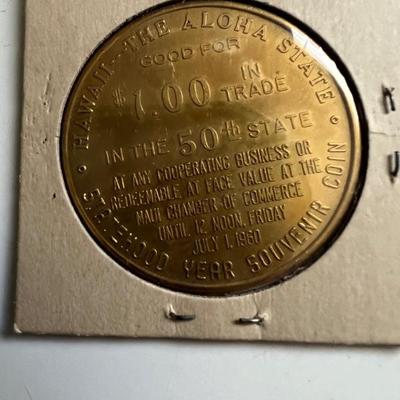 HAWAII--THE ALOHA STATE
GOOD FOR
$1.00 IN TRADE
IN THE 50th STATE
AT ANY COOPERATING BUSINESS OR
REDEEMABLE AT FACE VALUE AT THE
MAUI CHAMBER OF COMMERCE
UNTIL 12 NOON, FRIDAY
JULY 1, 1960
STATEHOOD YEAR SOUVENIR COIN